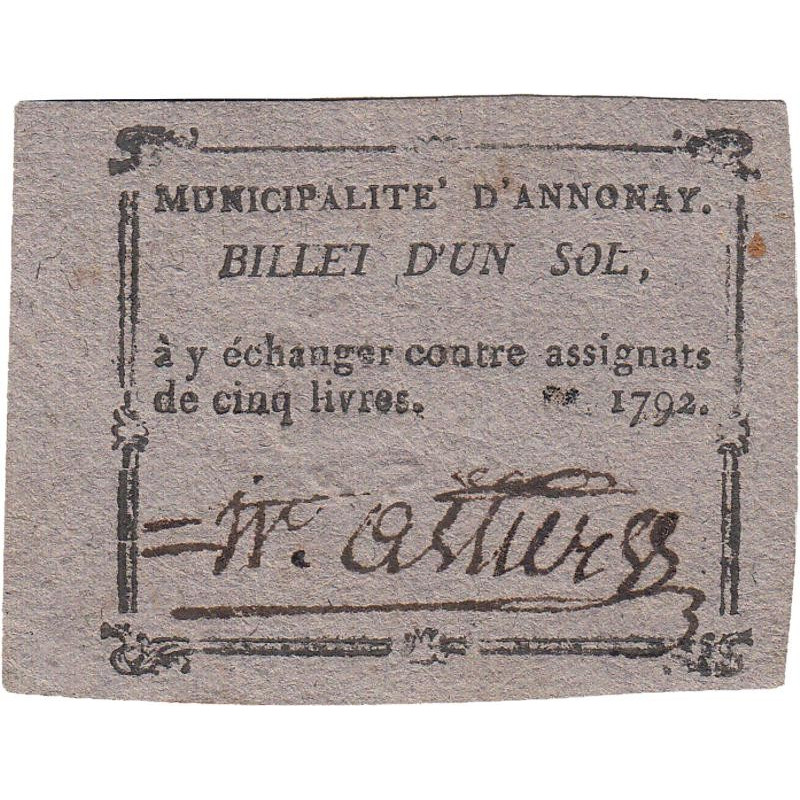 MUNICIPALITE' D'ANNONAY.
BILLET D'UN SOL,
à y échanger contre assignats
de cinq livres. 1792.